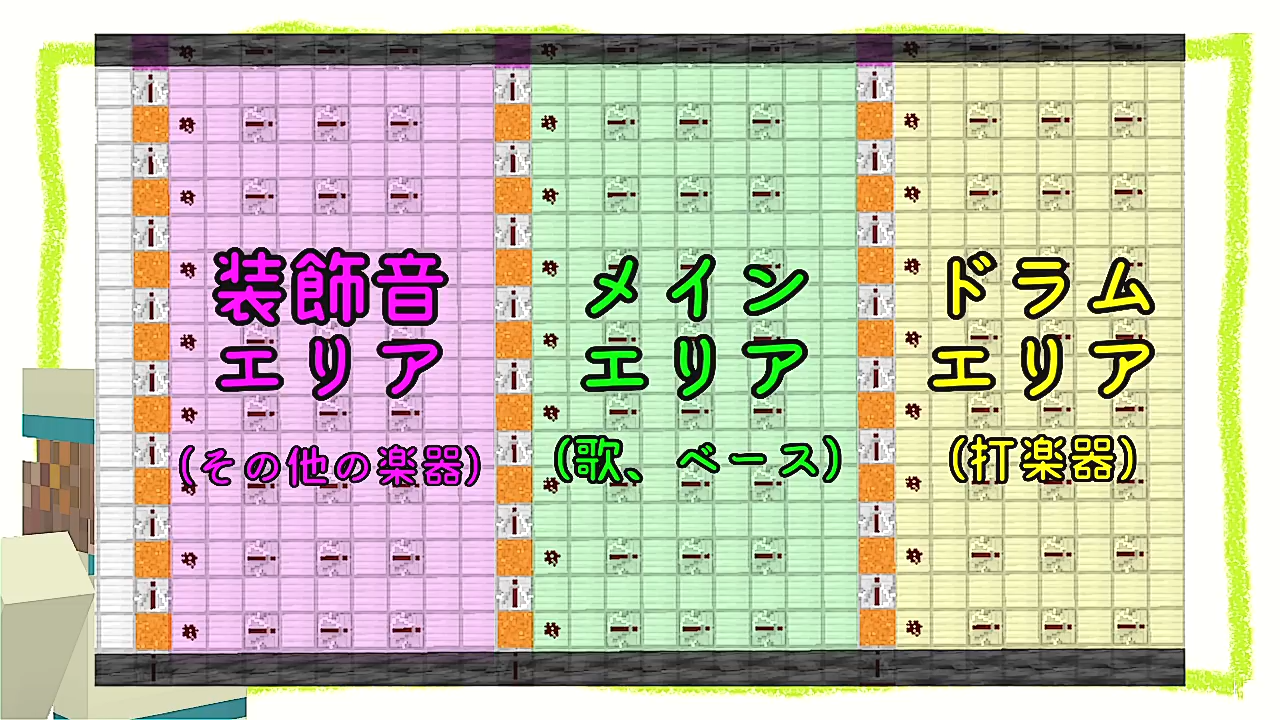 装飾音
エリア
(その他の楽器)
メイン
エリア
(歌、ベース)
ドラム
エリア
(打楽器)